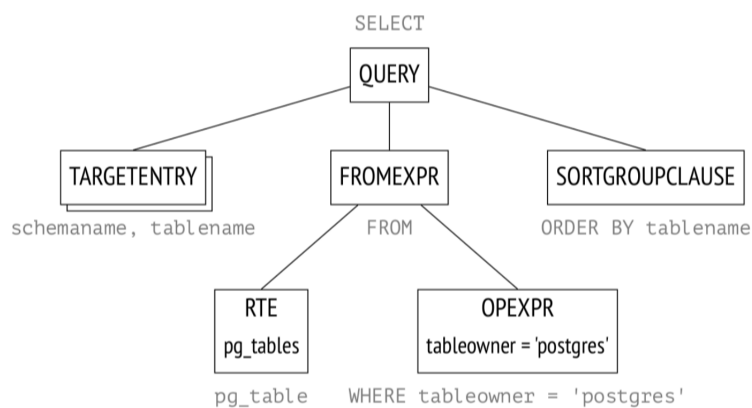 SELECT
QUERY
TARGETENTRY
FROMEXPR
SORTGROUPCLAUSE
schemaname, tablename
FROM
ORDER BY tablename
RTE
pg_tables
OPEXPR
tableowner = 'postgres'
pg_table
WHERE tableowner = 'postgres'